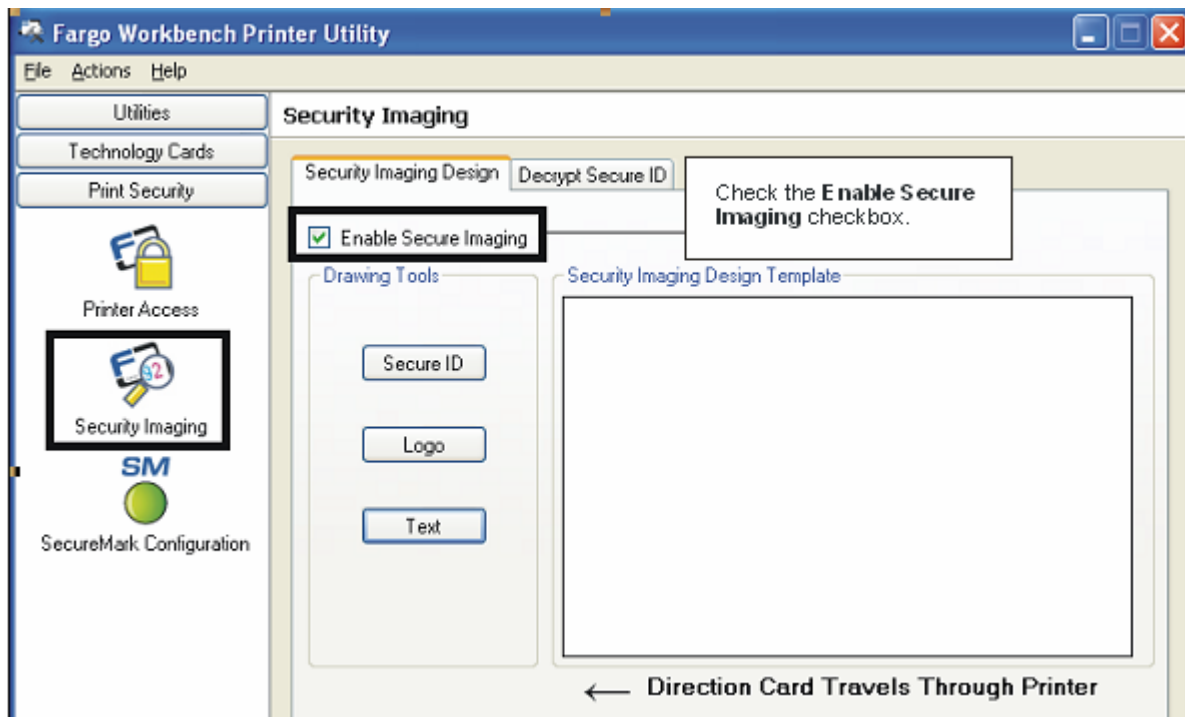 Fargo Workbench Printer Utility
File Actions Help
Utilities
Technology Cards
Print Security
Printer Access
Security Imaging
SM
SecureMark Configuration
Security Imaging
Security Imaging Design
Decrypt Secure ID
Check the Enable Secure
Imaging checkbox.
Enable Secure Imaging
Drawing Tools
Secure ID
Logo
Text
Security Imaging Design Template
← Direction Card Travels Through Printer